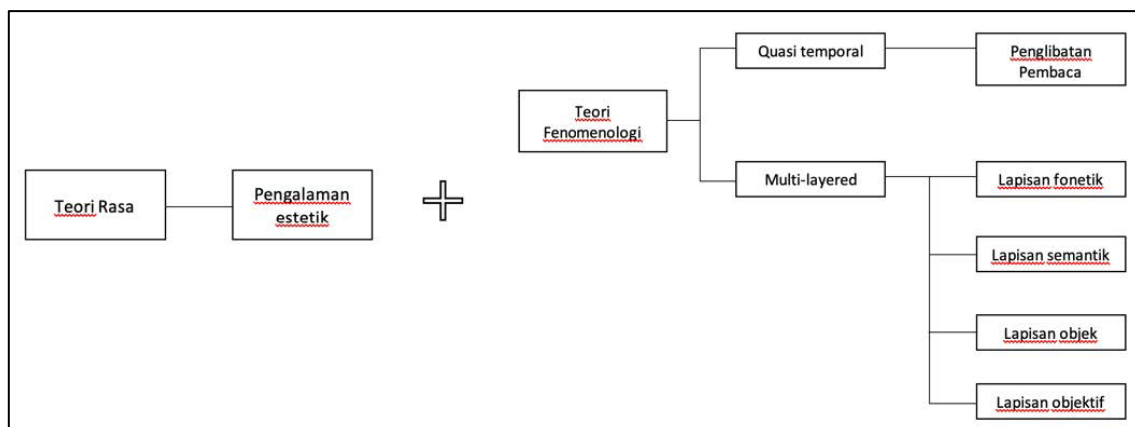 Teori Rasa
Pengalaman
estetik
Teori
Fenomenologi
Quasi temporal
Penglibatan
Pembaca
Multi-layered
Lapisan fonetik
Lapisan semantik
Lapisan objek
Lapisan objektif